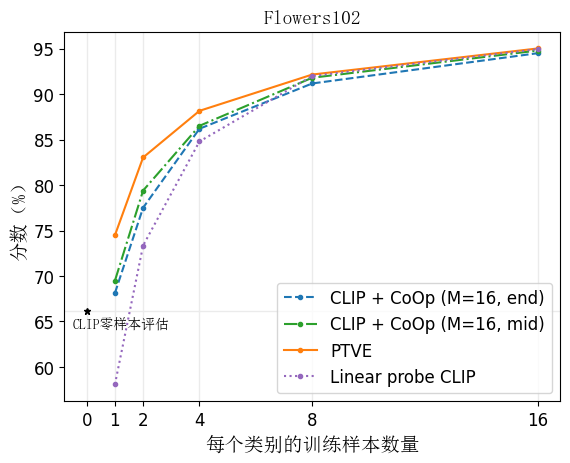 Flowers102
95
90
85
80
75
70
65
60
分数 (%)
CLIP零样本评估
CLIP + CoOp (M=16, end)
CLIP + CoOp (M=16, mid)
PTVE
Linear probe CLIP
0 1 2 4 8 16
每个类别的训练样本数量